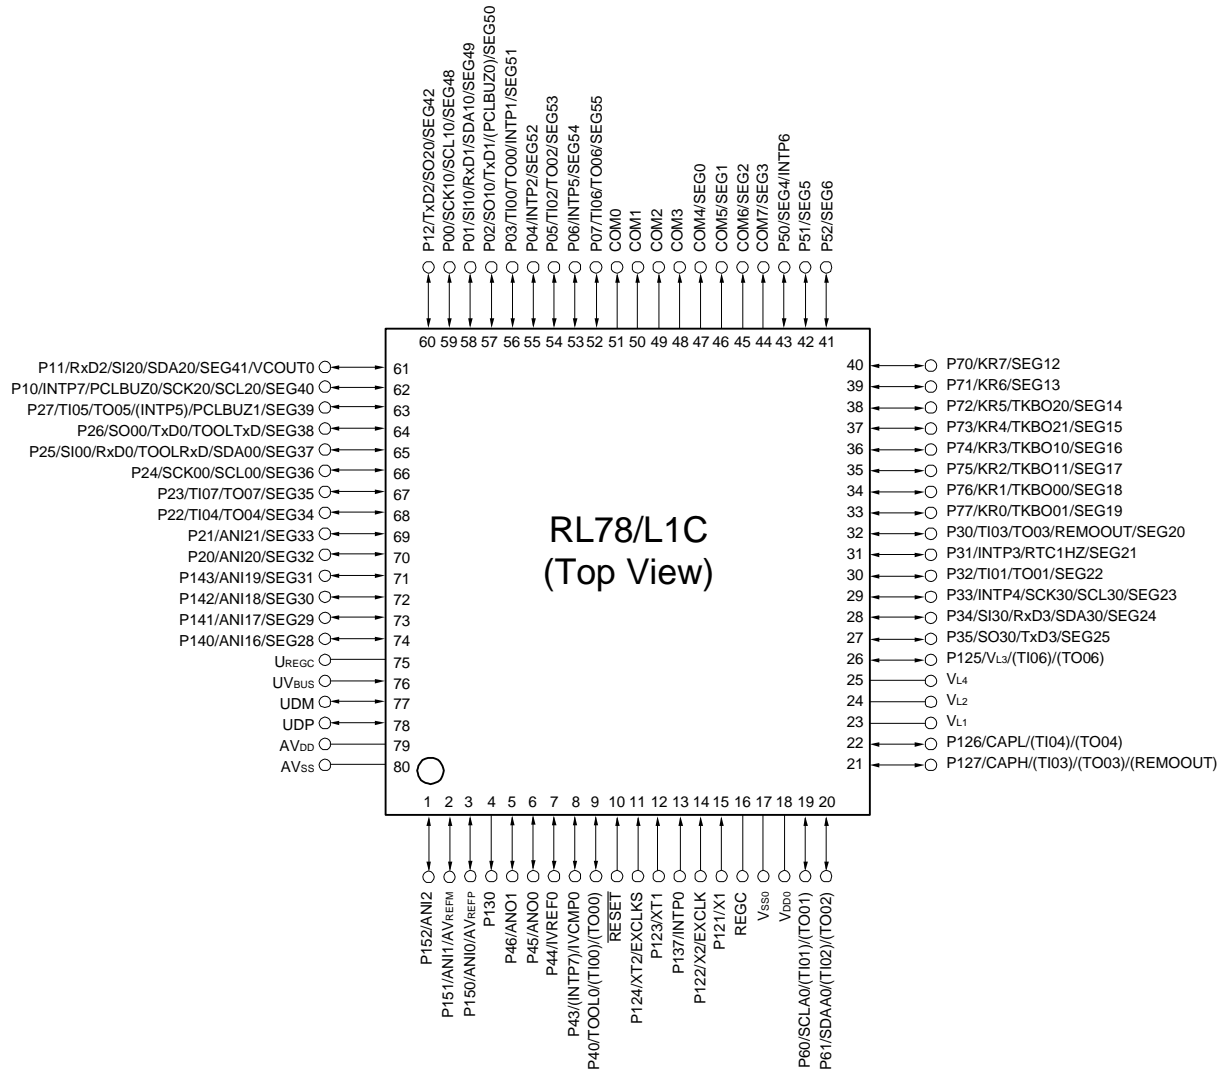 P12/TxD2/SO20/SEG42
P00/SCK10/SCL10/SEG48
P01/SI10/RxD1/SDA10/SEG49
P02/SO10/TxD1/(PCLBUZ0)/SEG50
P03/TI00/TO00/INTP1/SEG51
P04/INTP2/SEG52
P05/TI02/TO02/SEG53
P06/INTP5/SEG54
P07/TI06/TO06/SEG55
COM0
COM1
COM2
COM3
COM4/SEG0
COM5/SEG1
COM6/SEG2
COM7/SEG3
P50/SEG4/INTP6
P51/SEG5
P52/SEG6
60 59 58 57 56 55 54 53 52 51 50 49 48 47 46 45 44 43 42 41
P11/RxD2/SI20/SDA20/SEG41/VCOUT0 61
P10/INTP7/PCLBUZ0/SCK20/SCL20/SEG40 62
P27/TI05/TO05/(INTP5)/PCLBUZ1/SEG39 63
P26/SO00/TxD0/TOOLTxD/SEG38 64
P25/SI00/RxD0/TOOLRxD/SDA00/SEG37 65
P24/SCK00/SCL00/SEG36 66
P23/TI07/TO07/SEG35 67
P22/TI04/TO04/SEG34 68
P21/ANI21/SEG33 69
P20/ANI20/SEG32 70
P143/ANI19/SEG31 71
P142/ANI18/SEG30 72
P141/ANI17/SEG29 73
P140/ANI16/SEG28 74
UREGC 75
UVBUS 76
UDM 77
UDP 78
AVDD 79
AVSS 80
RL78/L1C
(Top View)
40 P70/KR7/SEG12
39 P71/KR6/SEG13
38 P72/KR5/TKBO20/SEG14
37 P73/KR4/TKBO21/SEG15
36 P74/KR3/TKBO10/SEG16
35 P75/KR2/TKBO11/SEG17
34 P76/KR1/TKBO00/SEG18
33 P77/KR0/TKBO01/SEG19
32 P30/TI03/TO03/REMOOUT/SEG20
31 P31/INTP3/RTC1HZ/SEG21
30 P32/TI01/TO01/SEG22
29 P33/INTP4/SCK30/SCL30/SEG23
28 P34/SI30/RxD3/SDA30/SEG24
27 P35/SO30/TxD3/SEG25
26 P125/VL3/(TI06)/(TO06)
25 VL4
24 VL2
23 VL1
22 P126/CAPL/(TI04)/(TO04)
21 P127/CAPH/(TI03)/(TO03)/(REMOOUT)
1 2 3 4 5 6 7 8 9 10 11 12 13 14 15 16 17 18 19 20
P152/ANI2
P151/ANI1/AVREFM
P150/ANI0/AVREFP
P130
P46/ANO1
P45/ANO0
P44/IVREF0
P43/(INTP7)/IVCMP0
P40/TOOL0/(TI00)/(TO00)
RESET
P124/XT2/EXCLKS
P123/XT1
P137/INTP0
P122/X2/EXCLK
P121/X1
REGC
VSS0
VDD0
P60/SCLA0/(TI01)/(TO01)
P61/SDAA0/(TI02)/(TO02)